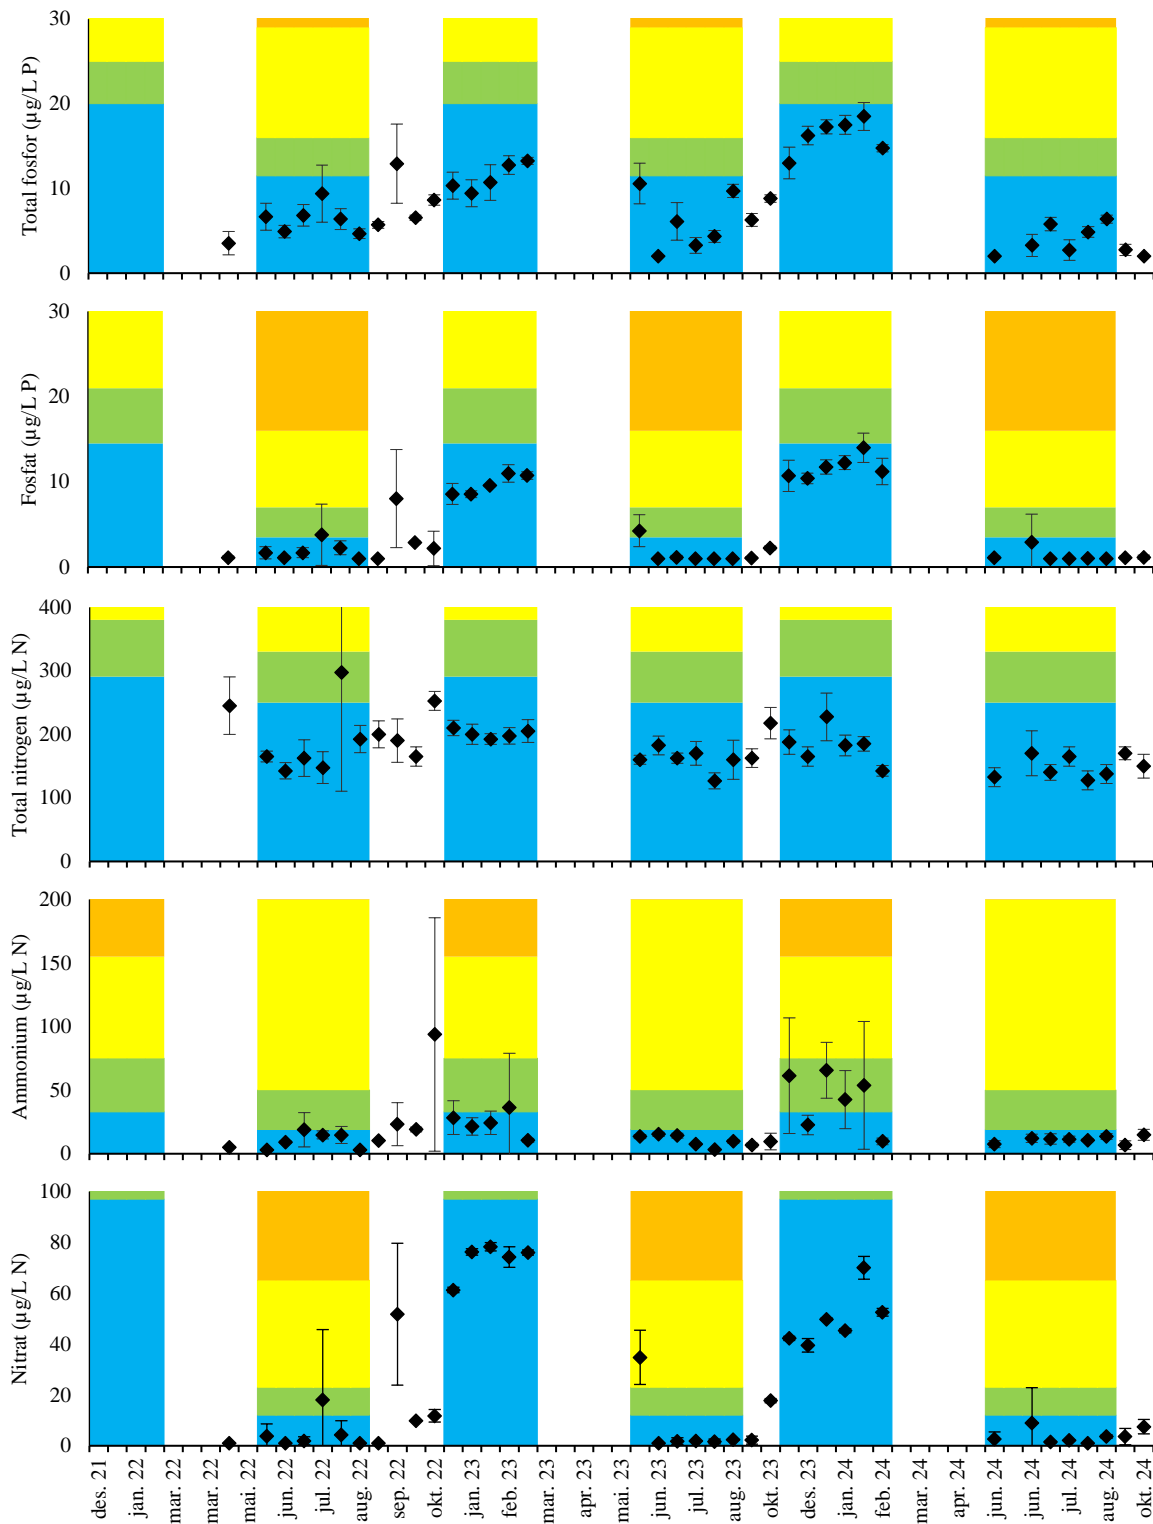 Total fosfor (µg/L P)
30
20
10
0
Fosfat (µg/L P)
30
20
10
0
Total nitrogen (µg/L N)
400
300
200
100
0
Ammonium (µg/L N)
200
150
100
50
0
Nitrat (µg/L N)
100
80
60
40
20
0
des. 21
jan. 22
mar. 22
mar. 22
mai. 22
jun. 22
jul. 22
aug. 22
sep. 22
okt. 22
jan. 23
feb. 23
mar. 23
apr. 23
mai. 23
jun. 23
jul. 23
aug. 23
okt. 23
des. 23
jan. 24
feb. 24
mar. 24
apr. 24
jun. 24
jun. 24
jul. 24
aug. 24
okt. 24